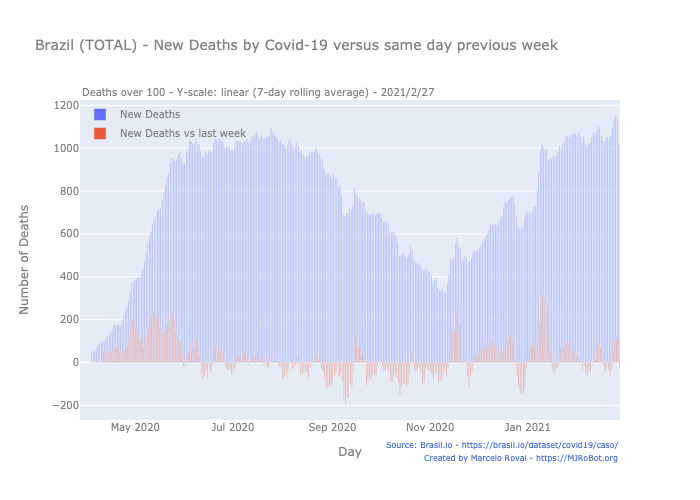 Brazil (TOTAL) - New Deaths by Covid-19 versus same day previous week
Deaths over 100 - Y-scale: linear (7-day rolling average) - 2021/2/27
New Deaths
New Deaths vs last week
Number of Deaths
1200
1000
800
600
400
200
0
−200
May 2020
Jul 2020
Sep 2020
Nov 2020
Jan 2021
Day
Source: Brasil.io - https://brasil.io/dataset/covid19/caso/
Created by Marcelo Rovai - https://MJRoBot.org